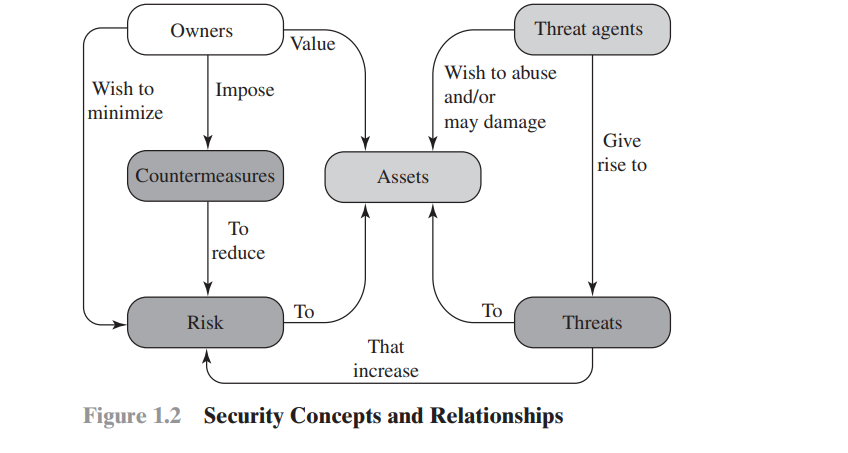 Owners
Threat agents
Value
Wish to
minimize
Impose
Wish to abuse
and/or
may damage
Give
rise to
Countermeasures
Assets
To
reduce
Risk
To
To
Threats
That
increase
Figure 1.2 Security Concepts and Relationships